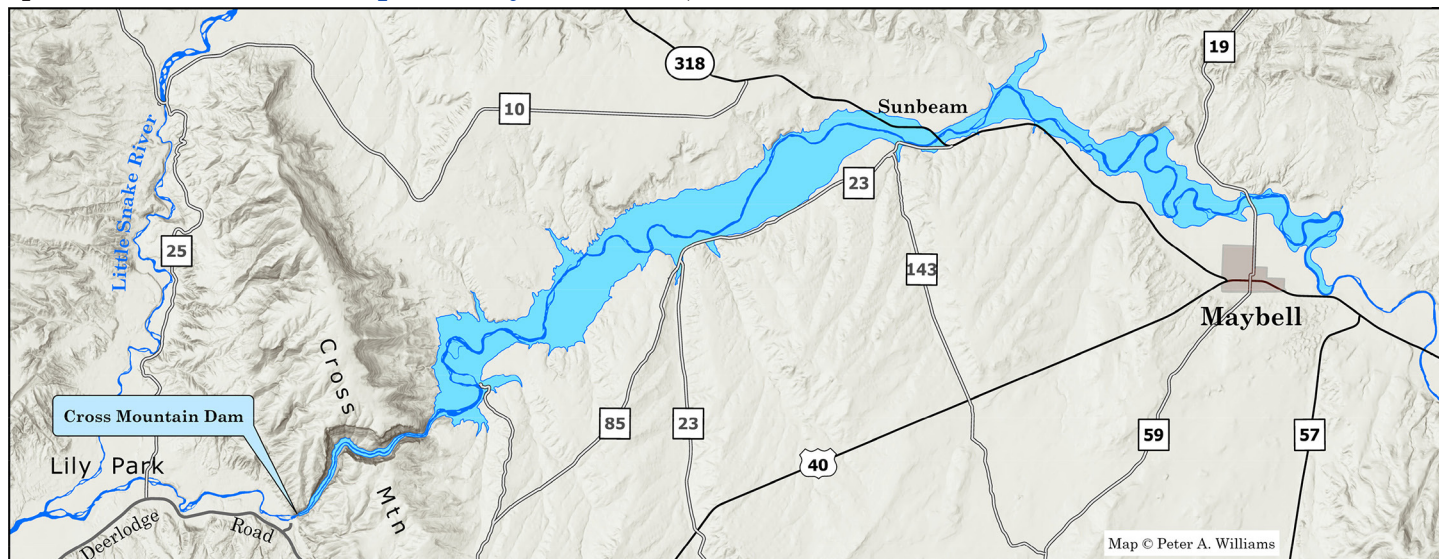 318
19
10
Sunbeam
Little Snake River
23
25
143
Maybell
Cross
Mtn
Cross Mountain Dam
85
23
59
57
40
Lily Park
Deerlodge
Road
Map © Peter A. Williams